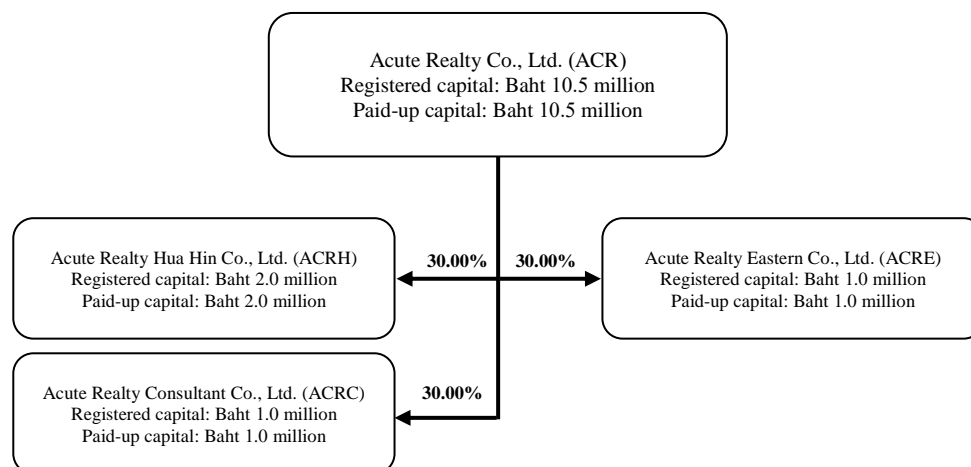 Acute Realty Co., Ltd. (ACR)
Registered capital: Baht 10.5 million
Paid-up capital: Baht 10.5 million
Acute Realty Hua Hin Co., Ltd. (ACRH)
Registered capital: Baht 2.0 million
Paid-up capital: Baht 2.0 million
30.00%
30.00%
Acute Realty Eastern Co., Ltd. (ACRE)
Registered capital: Baht 1.0 million
Paid-up capital: Baht 1.0 million
Acute Realty Consultant Co., Ltd. (ACRC)
Registered capital: Baht 1.0 million
Paid-up capital: Baht 1.0 million
30.00%